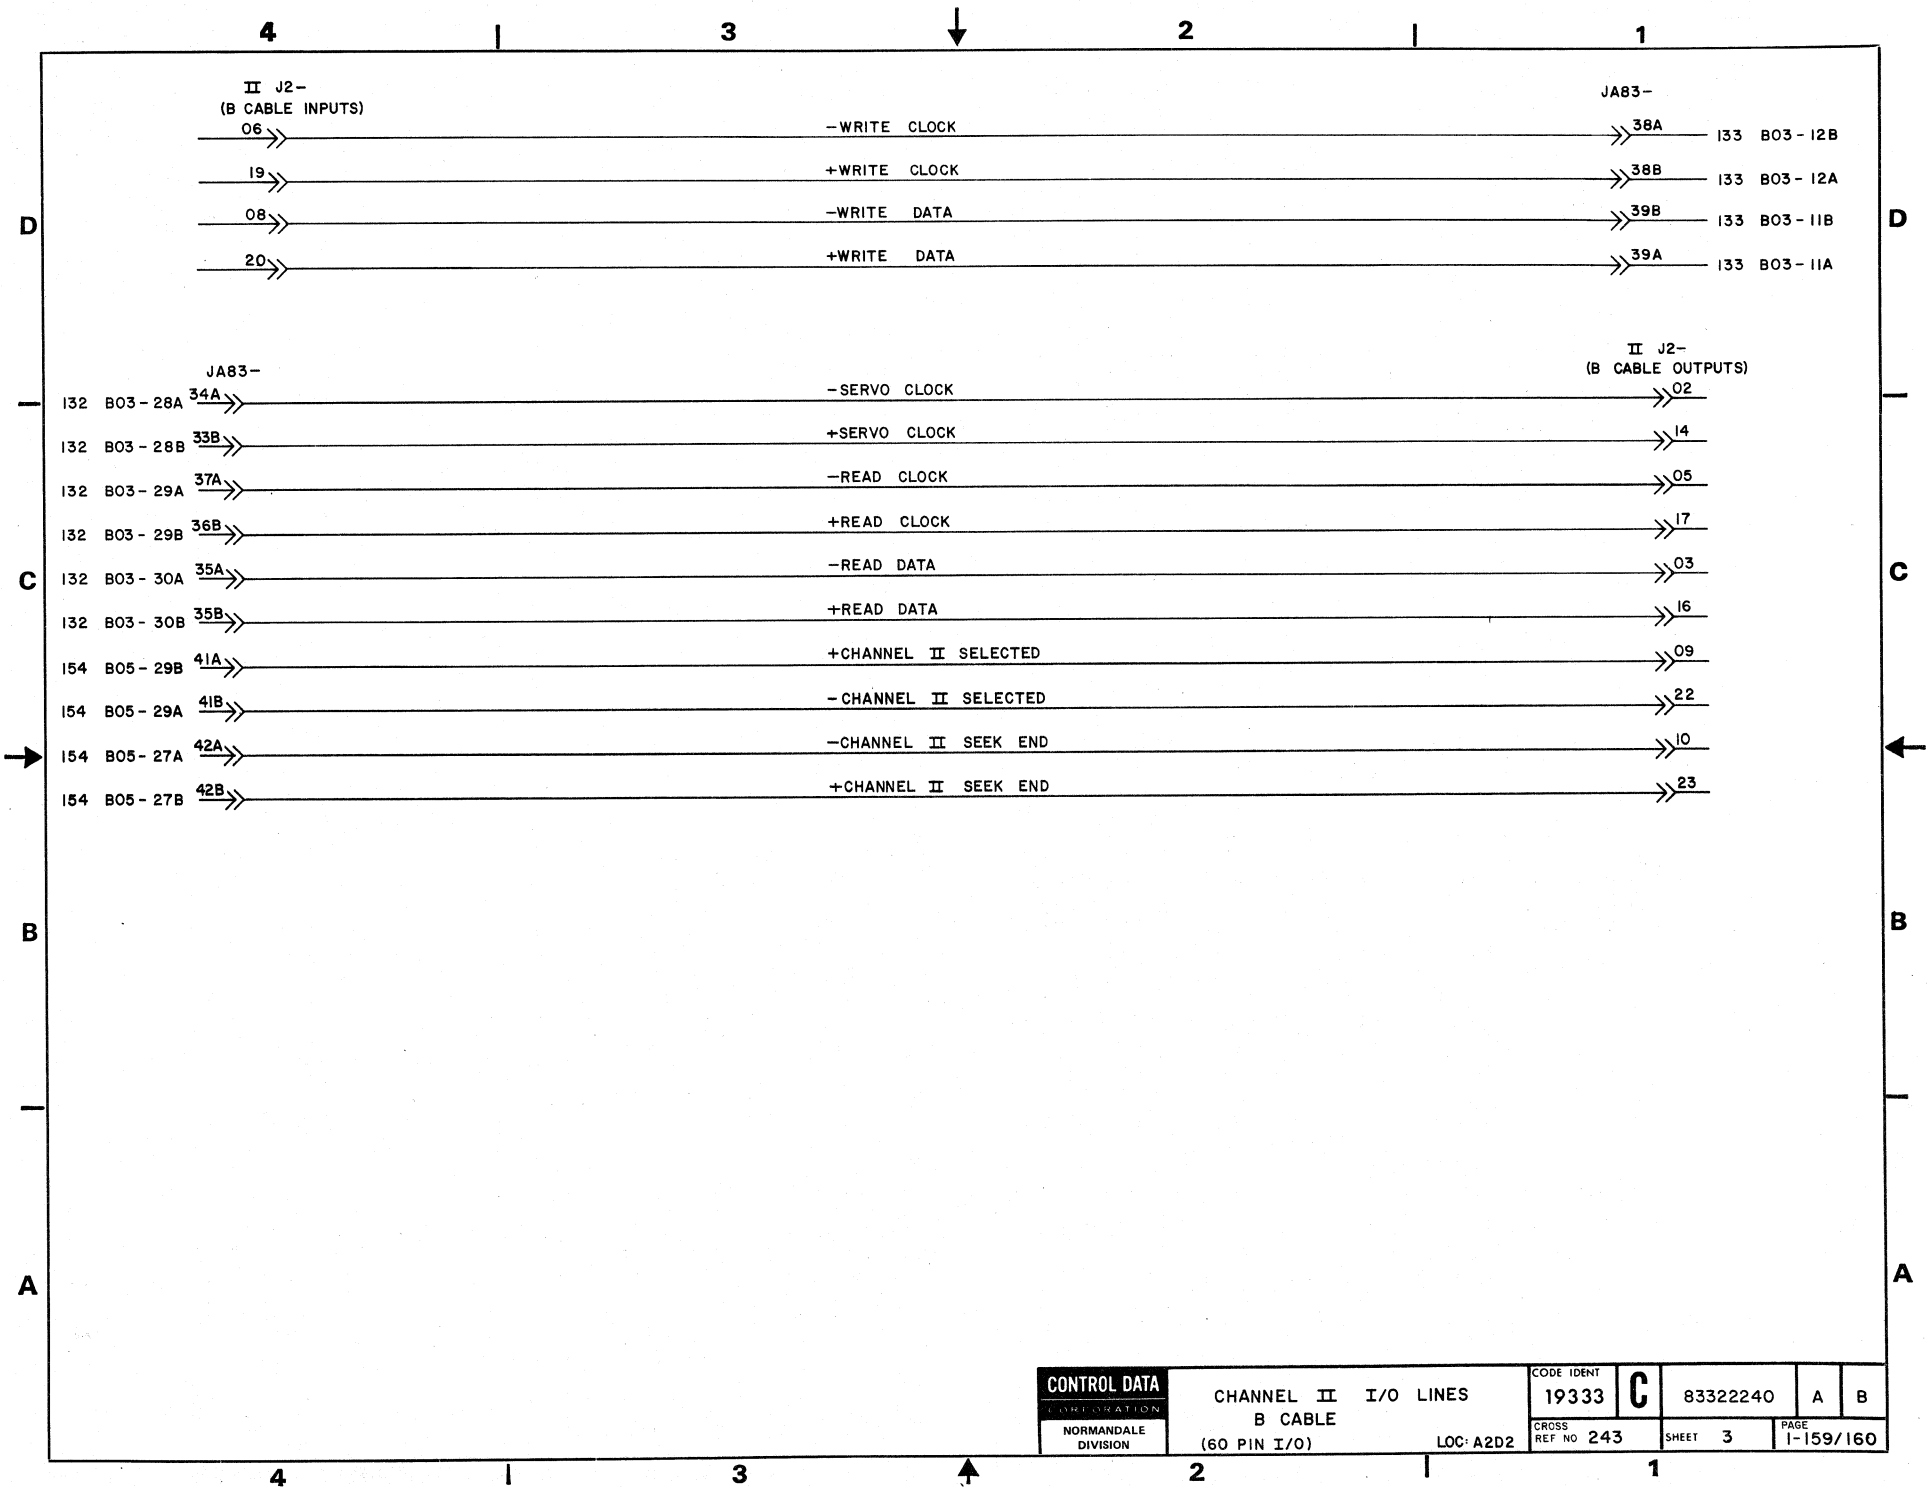 4 3 2 1
II J2-
(B CABLE INPUTS)
JA83-
06 -WRITE CLOCK 38A 133 B03-12B
19 +WRITE CLOCK 38B 133 B03-12A
08 -WRITE DATA 39B 133 B03-11B
20 +WRITE DATA 39A 133 B03-11A
D D
JA83-
II J2-
(B CABLE OUTPUTS)
132 B03-28A 34A -SERVO CLOCK 02
132 B03-28B 33B +SERVO CLOCK 14
132 B03-29A 37A -READ CLOCK 05
132 B03-29B 36B +READ CLOCK 17
132 B03-30A 35A -READ DATA 03
C C
132 B03-30B 35B +READ DATA 16
154 B05-29B 41A +CHANNEL II SELECTED 09
154 B05-29A 41B -CHANNEL II SELECTED 22
154 B05-27A 42A -CHANNEL II SEEK END 10
154 B05-27B 42B +CHANNEL II SEEK END 23
B B
A A
CONTROL DATA
CORPORATION
NORMANDALE
DIVISION
CHANNEL II I/O LINES
B CABLE
(60 PIN I/O)
LOC: A2D2
CODE IDENT
19333
C
83322240
A
B
CROSS
REF NO 243
SHEET 3
PAGE
1-159/160
4 3 2 1